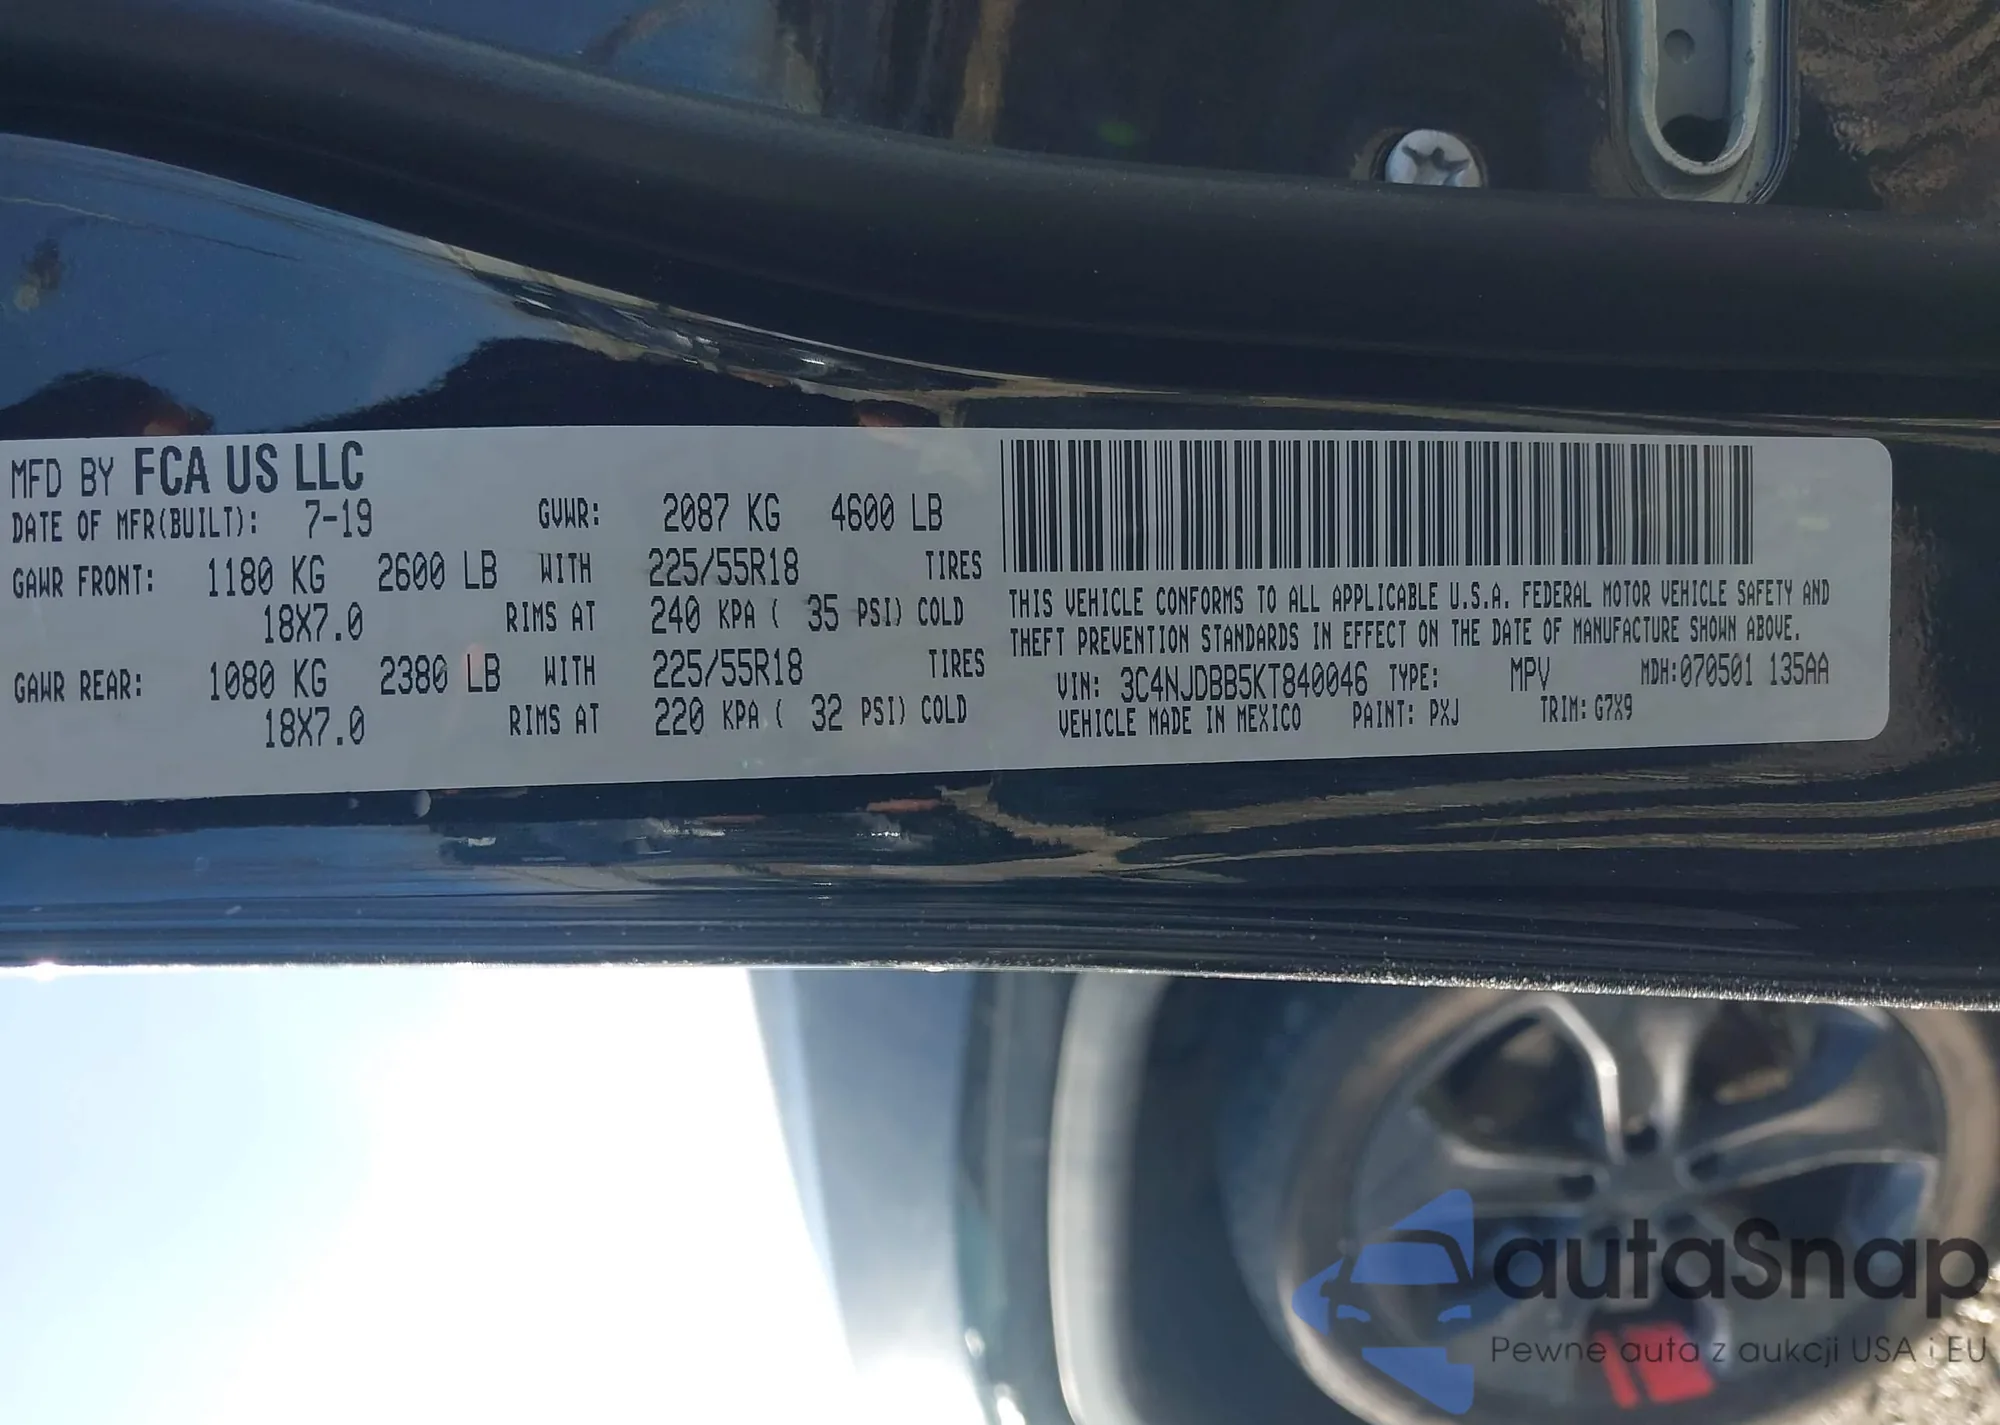 MFD BY FCA US LLC
DATE OF MFR(BUILT): 7-19 GVWR: 2087 KG 4600 LB
GAWR FRONT: 1180 KG 2600 LB WITH 225/55R18 TIRES
18X7.0 RIMS AT 240 KPA ( 35 PSI) COLD
GAWR REAR: 1080 KG 2380 LB WITH 225/55R18 TIRES
18X7.0 RIMS AT 220 KPA ( 32 PSI) COLD
THIS VEHICLE CONFORMS TO ALL APPLICABLE U.S.A. FEDERAL MOTOR VEHICLE SAFETY AND
THEFT PREVENTION STANDARDS IN EFFECT ON THE DATE OF MANUFACTURE SHOWN ABOVE.
VIN: 3C4NJDBB5KT840046 TYPE: MPV MDH:070501 135AA
VEHICLE MADE IN MEXICO PAINT: PXJ TRIM: G7X9
autaSnap
Pewne auta z aukcji USA i EU